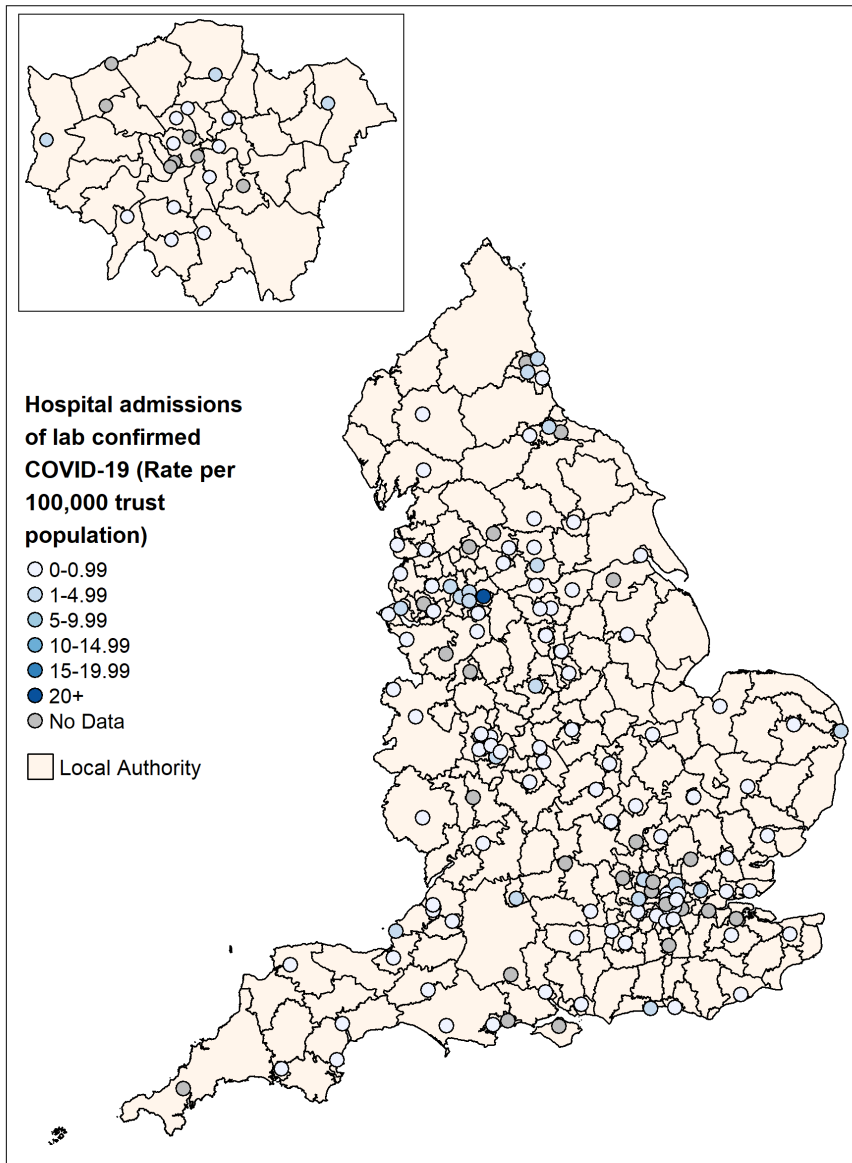 Hospital admissions
of lab confirmed
COVID-19 (Rate per
100,000 trust
population)
0-0.99
1-4.99
5-9.99
10-14.99
15-19.99
20+
No Data
Local Authority